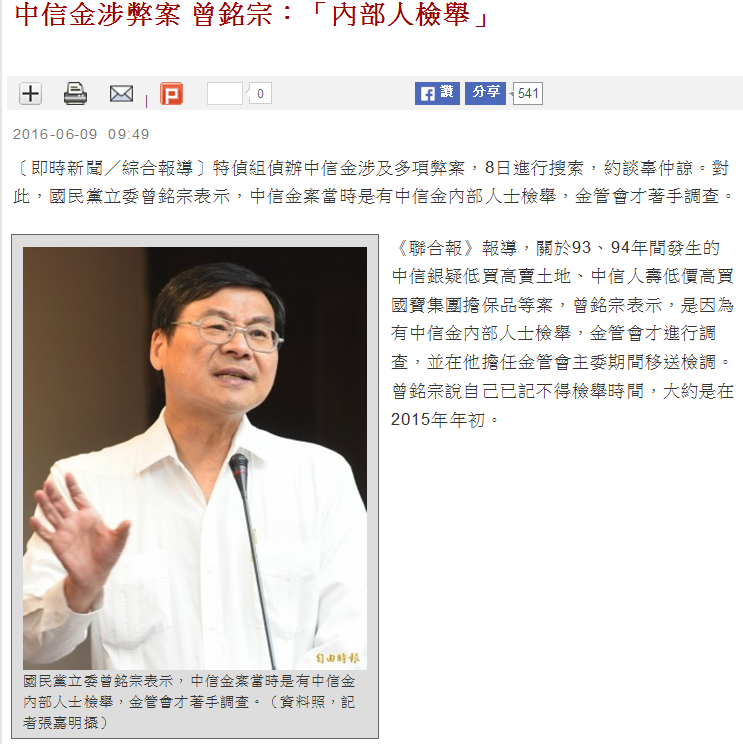 中信金涉弊案 曾銘宗：「內部人檢舉」
0
讚
分享
541
2016-06-09 09:49
〔即時新聞／綜合報導〕特偵組偵辦中信金涉及多項弊案，8日進行搜索，約談辜仲諒。對
此，國民黨立委曾銘宗表示，中信金案當時是有中信金內部人士檢舉，金管會才著手調查。
《聯合報》報導，關於93、94年間發生的
中信銀疑低買高賣土地、中信人壽低價高買
國寶集團擔保品等案，曾銘宗表示，是因為
有中信金內部人士檢舉，金管會才進行調
查，並在他擔任金管會主委期間移送檢調。
曾銘宗說自己已記不得檢舉時間，大約是在
2015年年初。
自由時報
國民黨立委曾銘宗表示，中信金案當時是有中信金
內部人士檢舉，金管會才著手調查。（資料照，記
者張嘉明攝）